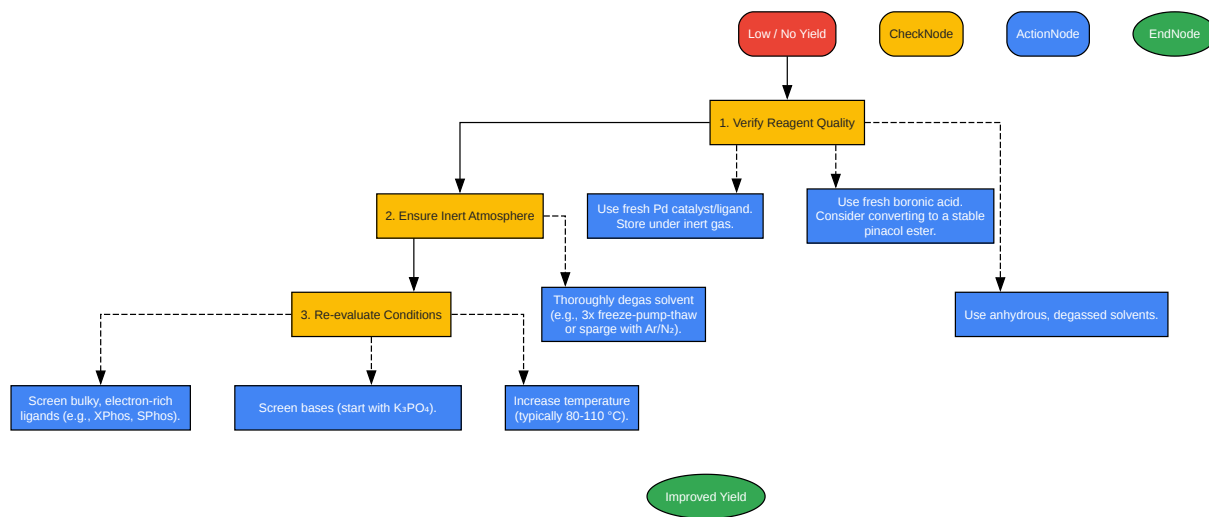 Low / No Yield
CheckNode
ActionNode
EndNode
1. Verify Reagent Quality
2. Ensure Inert Atmosphere
Use fresh Pd catalyst/ligand.
Store under inert gas.
Use fresh boronic acid.
Consider converting to a stable
pinacol ester.
3. Re-evaluate Conditions
Thoroughly degas solvent
(e.g., 3x freeze-pump-thaw
or sparge with Ar/N₂).
Use anhydrous, degassed solvents.
Screen bulky, electron-rich
ligands (e.g., XPhos, SPhos).
Screen bases (start with K₃PO₄).
Increase temperature
(typically 80-110 °C).
Improved Yield